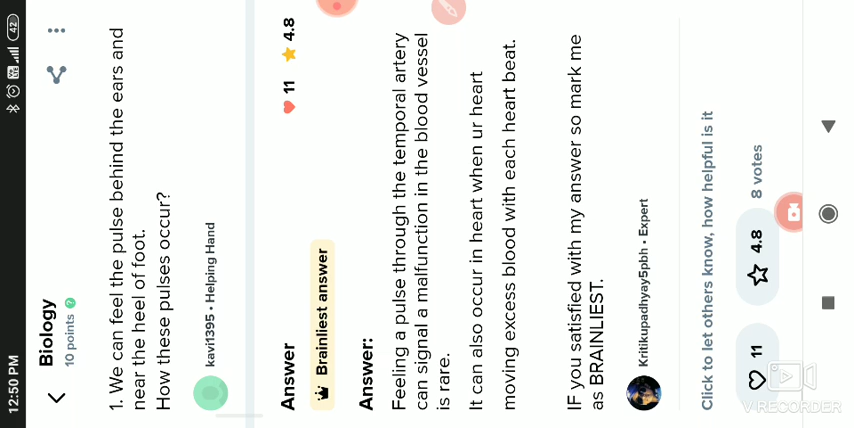 12:50 PM
42
Biology
10 points
1. We can feel the pulse behind the ears and
near the heel of foot.
How these pulses occur?
kavi1395 • Helping Hand
Answer
11
4.8
Brainliest answer
Answer:
Feeling a pulse through the temporal artery
can signal a malfunction in the blood vessel
is rare.
It can also occur in heart when ur heart
moving excess blood with each heart beat.
IF you satisfied with my answer so mark me
as BRAINLIEST.
Kritikupadhyay5pbh • Expert
Click to let others know, how helpful is it
11
4.8
8 votes
V RECORDER